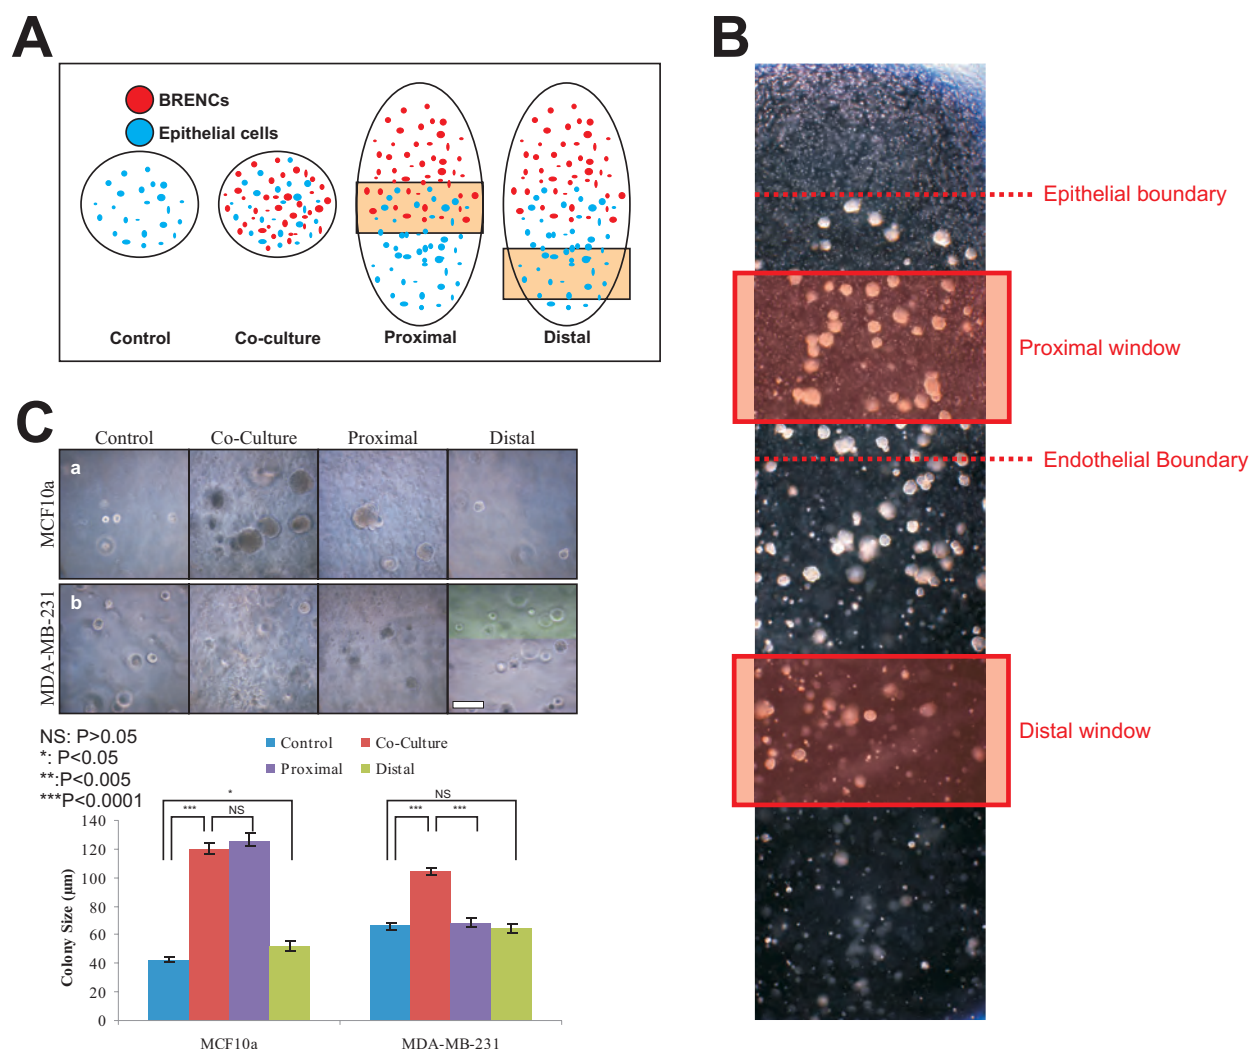 A
BRENCs
Epithelial cells
Control
Co-culture
Proximal
Distal
B
Epithelial boundary
Proximal window
Endothelial Boundary
Distal window
C
Control
Co-Culture
Proximal
Distal
MCF10a
a
MDA-MB-231
b
NS: P>0.05
*: P<0.05
**:P<0.005
***P<0.0001
Control
Co-Culture
Proximal
Distal
*
***
NS
NS
***
***
Colony Size (µm)
140
120
100
80
60
40
20
0
MCF10a
MDA-MB-231